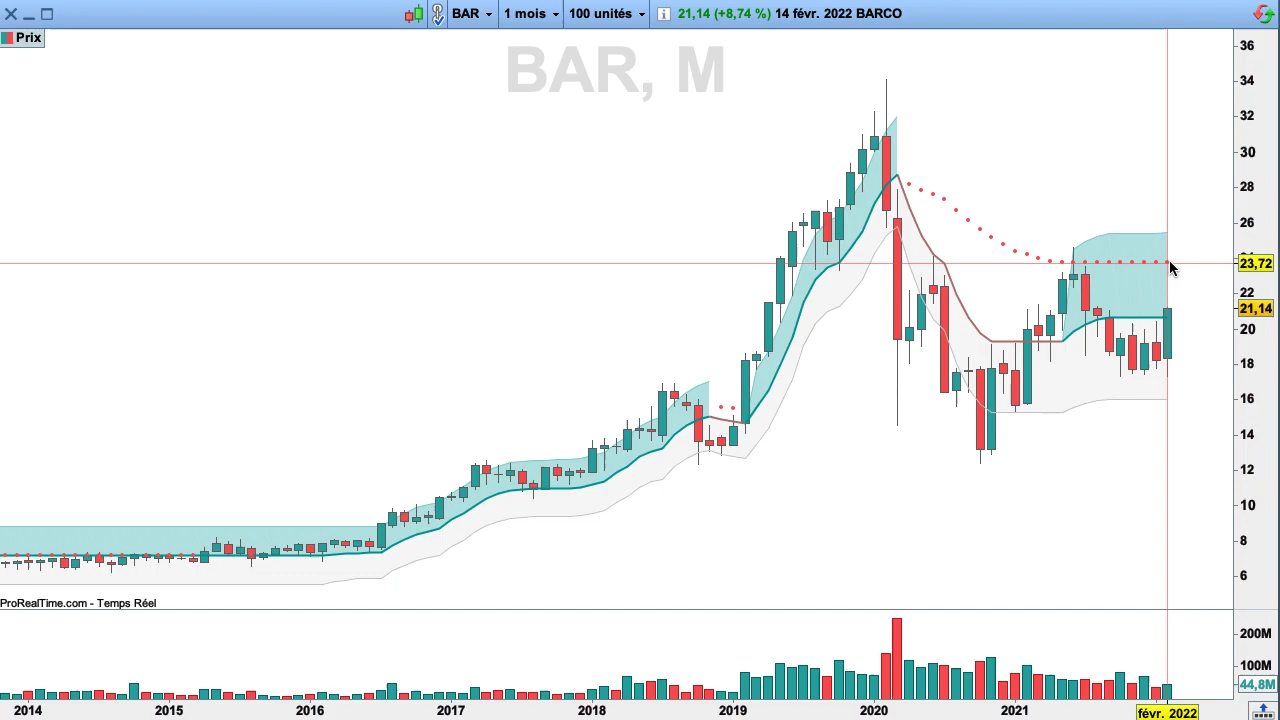 BAR 1 mois 100 unités 21,14 (+8,74 %) 14 févr. 2022 BARCO
Prix
BAR, M
36
34
32
30
28
26
23,72
22
21,14
20
18
16
14
12
10
8
6
ProRealTime.com - Temps Réel
200M
100M
44,8M
2014 2015 2016 2017 2018 2019 2020 2021 févr. 2022